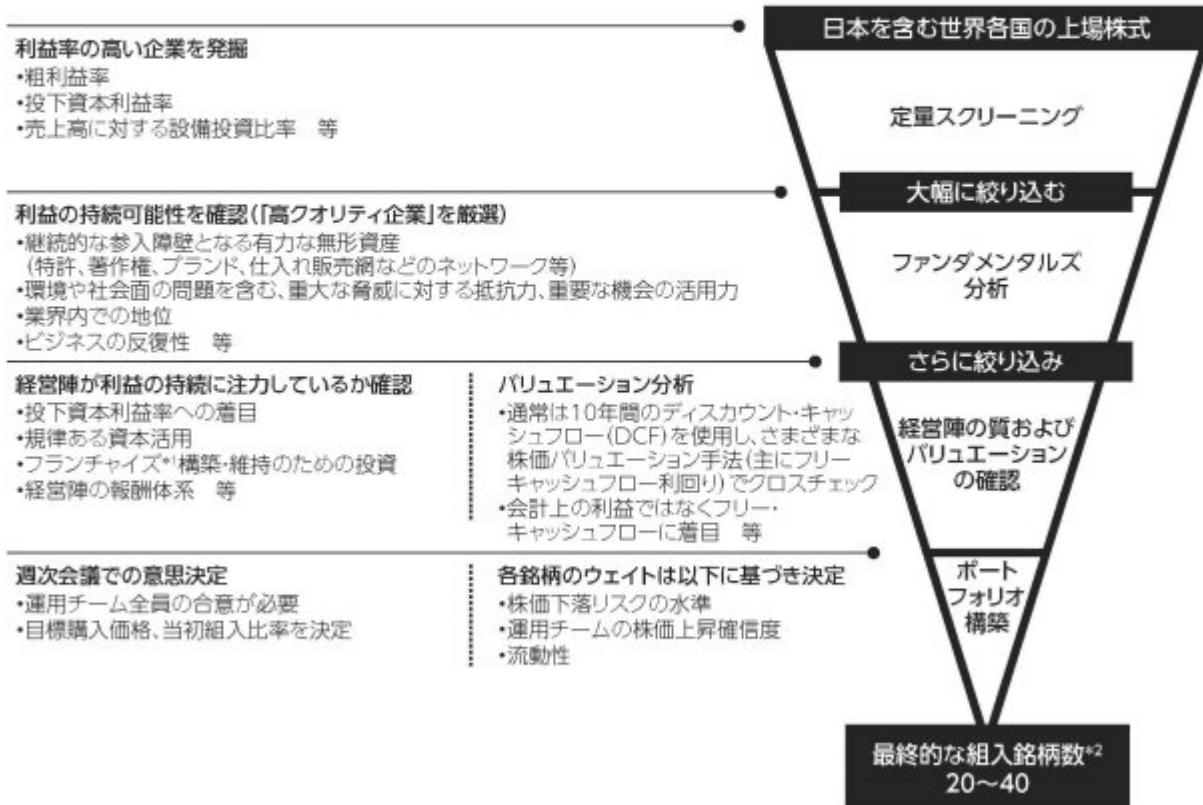 日本を含む世界各国の上場株式
利益率の高い企業を発掘
•粗利益率
•投下資本利益率
•売上高に対する設備投資比率　等
定量スクリーニング
大幅に絞り込む
利益の持続可能性を確認(「高クオリティ企業」を厳選)
•継続的な参入障壁となる有力な無形資産
(特許、著作権、ブランド、仕入れ販売網などのネットワーク等)
•環境や社会面の問題を含む、重大な脅威に対する抵抗力、重要な機会の活用力
•業界内での地位
•ビジネスの反復性　等
ファンダメンタルズ
分析
さらに絞り込み
経営陣が利益の持続に注力しているか確認
•投下資本利益率への着目
•規律ある資本活用
•フランチャイズ*1構築・維持のための投資
•経営陣の報酬体系　等
バリュエーション分析
•通常は10年間のディスカウント・キャッ
シュフロー(DCF)を使用し、さまざまな
株価バリュエーション手法(主にフリー
キャッシュフロー利回り)でクロスチェック
•会計上の利益ではなくフリー・
キャッシュフローに着目　等
経営陣の質および
バリュエーション
の確認
週次会議での意思決定
•運用チーム全員の合意が必要
•目標購入価格、当初組入比率を決定
各銘柄のウェイトは以下に基づき決定
•株価下落リスクの水準
•運用チームの株価上昇確信度
•流動性
ポート
フォリオ
構築
最終的な組入銘柄数*2
20～40